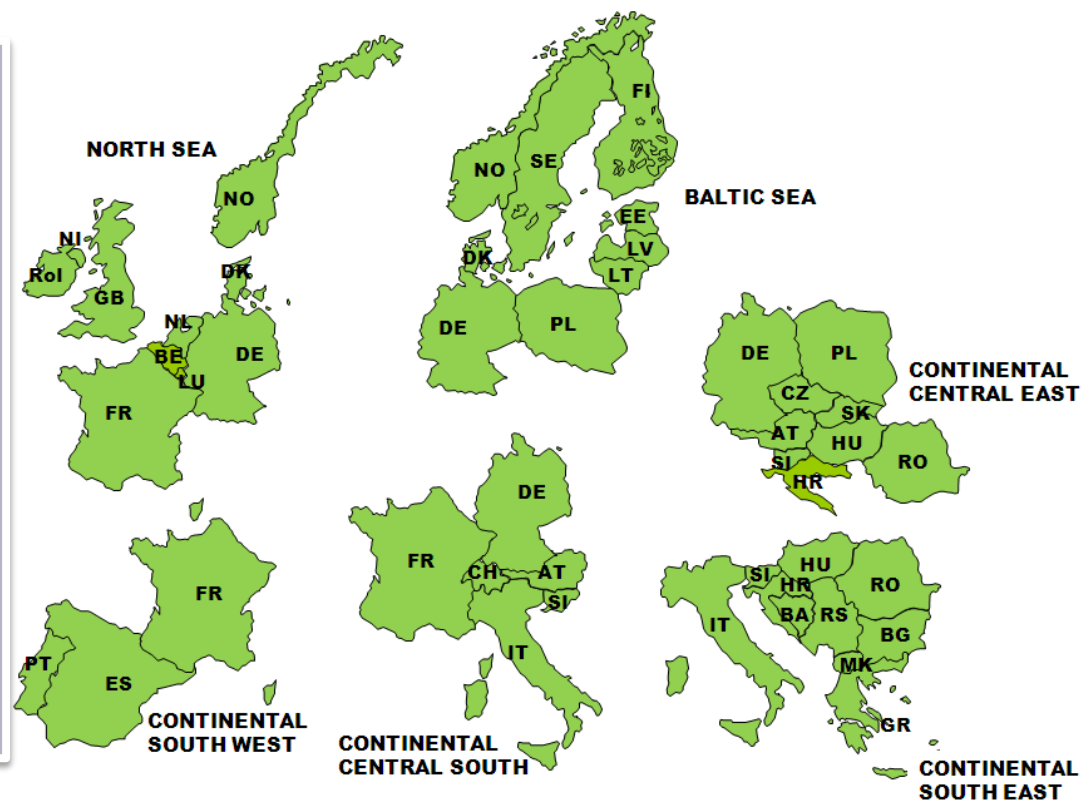 NORTH SEA
NO
NI
RoI
GB
DK
NL
BE
DE
LU
FR
BALTIC SEA
FI
NO
SE
EE
LV
DK
LT
DE
PL
CONTINENTAL
CENTRAL EAST
DE
PL
CZ
SK
AT
HU
SI
HR
RO
FR
PT
ES
CONTINENTAL
SOUTH WEST
DE
FR
CH
AT
SI
IT
CONTINENTAL
CENTRAL SOUTH
HU
SI
HR
RO
BA
RS
IT
BG
MK
GR
CONTINENTAL
SOUTH EAST